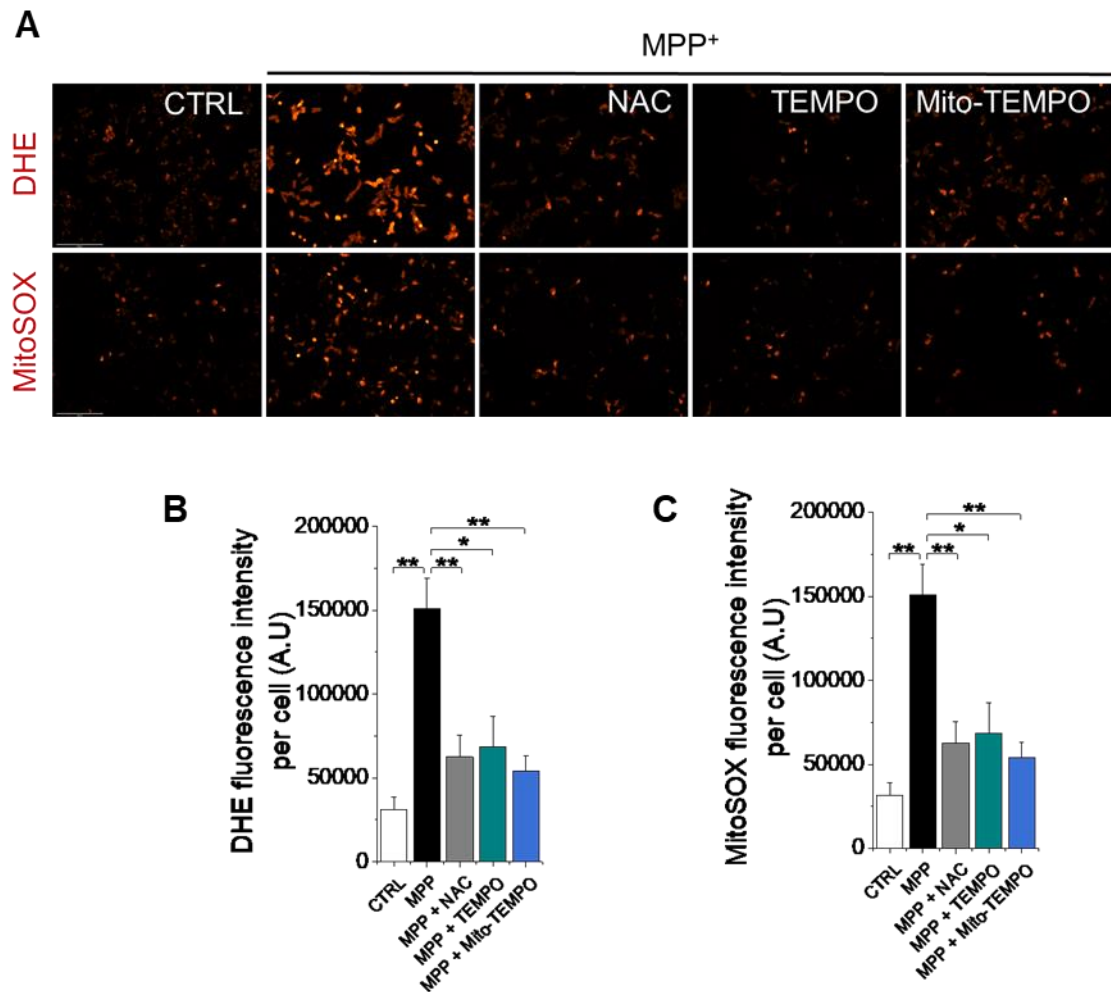 A
MPP⁺
CTRL
NAC
TEMPO
Mito-TEMPO
DHE
MitoSOX
B
DHE fluorescence intensity
per cell (A.U)
200000
150000
100000
50000
0
**
*
**
**
CTRL
MPP
MPP + NAC
MPP + TEMPO
MPP + Mito-TEMPO
C
MitoSOX fluorescence intensity
per cell (A.U)
200000
150000
100000
50000
0
**
*
**
**
CTRL
MPP
MPP + NAC
MPP + TEMPO
MPP + Mito-TEMPO